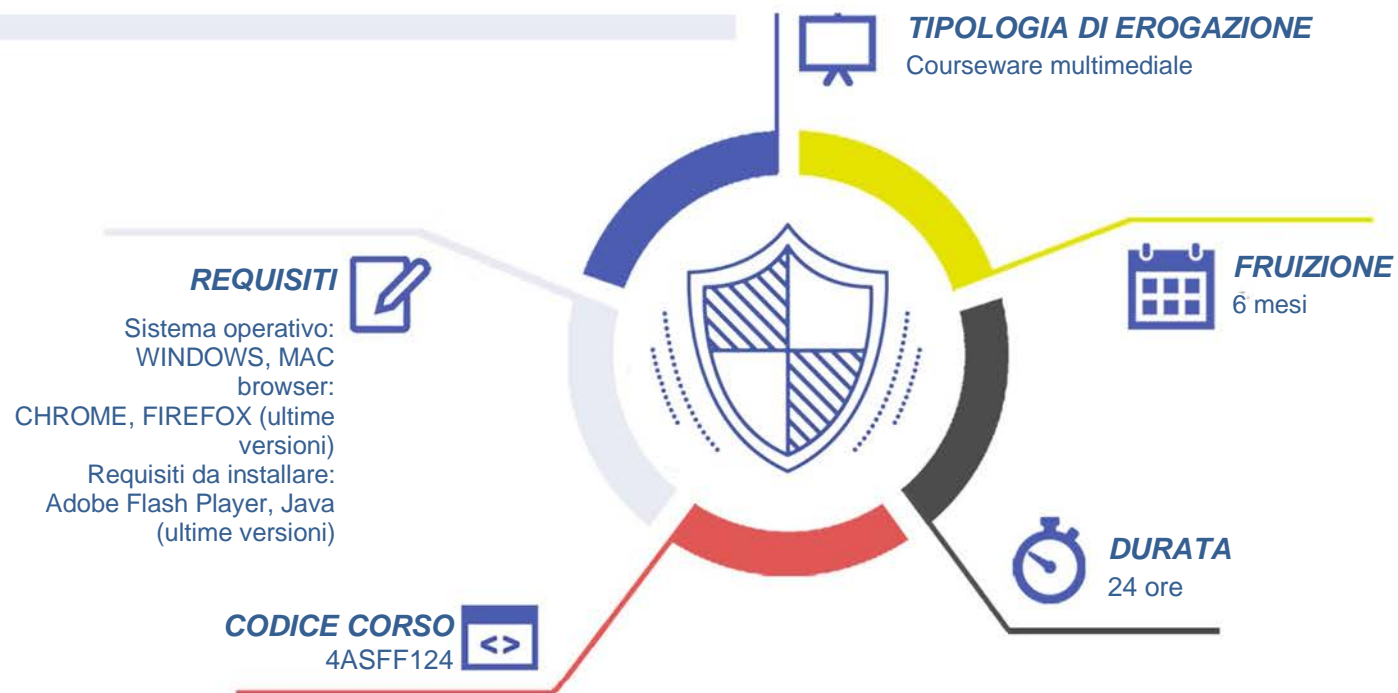 TIPOLOGIA DI EROGAZIONE
Courseware multimediale
REQUISITI
Sistema operativo:
WINDOWS, MAC
browser:
CHROME, FIREFOX (ultime
versioni)
Requisiti da installare:
Adobe Flash Player, Java
(ultime versioni)
FRUIZIONE
6 mesi
DURATA
24 ore
CODICE CORSO
4ASFF124
<>